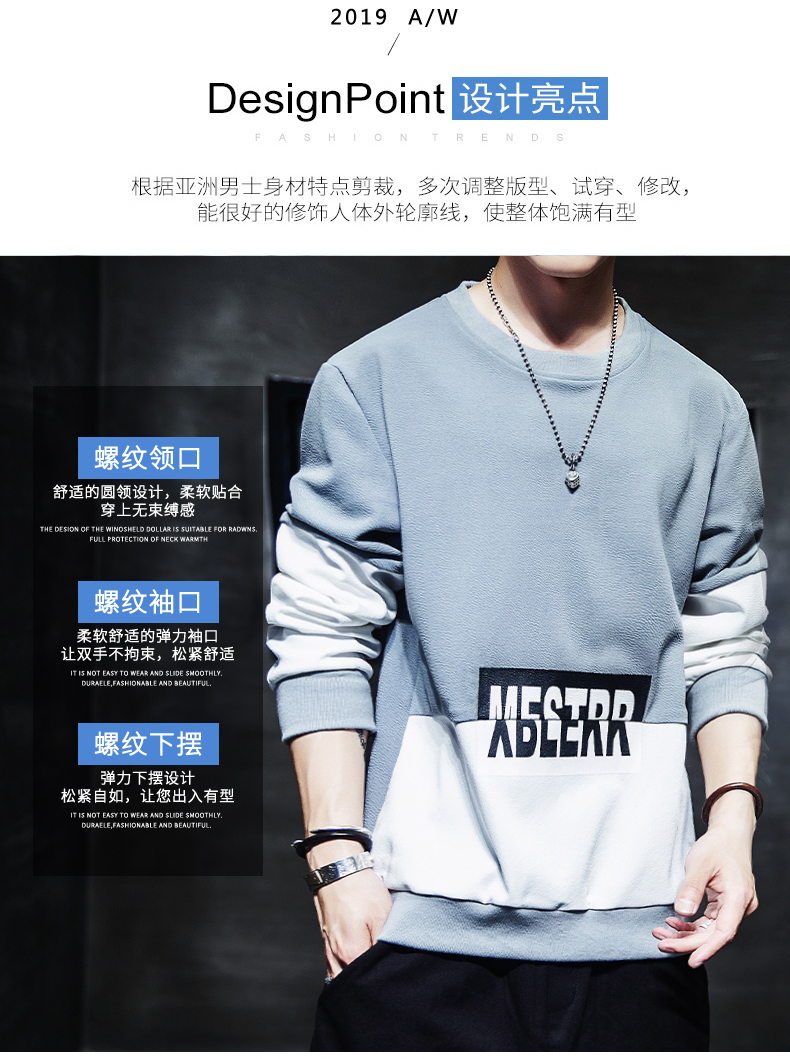 2019 A/W
DesignPoint 设计亮点
FASHION TRENDS
根据亚洲男士身材特点剪裁，多次调整版型、试穿、修改，
能很好的修饰人体外轮廓线，使整体饱满有型
螺纹领口
舒适的圆领设计，柔软贴合
穿上无束缚感
THE DESION OF THE WINOSHELD DOLLAR IS SUITABLE FOR RADWNS.
FULL PROTECTION OF NECK WARMTH
螺纹袖口
柔软舒适的弹力袖口
让双手不拘束，松紧舒适
IT IS NOT EASY TO WEAR AND SLIDE SMOOTHLY.
DURAELE,FASHIONABLE AND BEAUTIFUL.
螺纹下摆
弹力下摆设计
松紧自如，让您出入有型
IT IS NOT EASY TO WEAR AND SLIDE SMOOTHLY.
DURAELE,FASHIONABLE AND BEAUTIFUL.